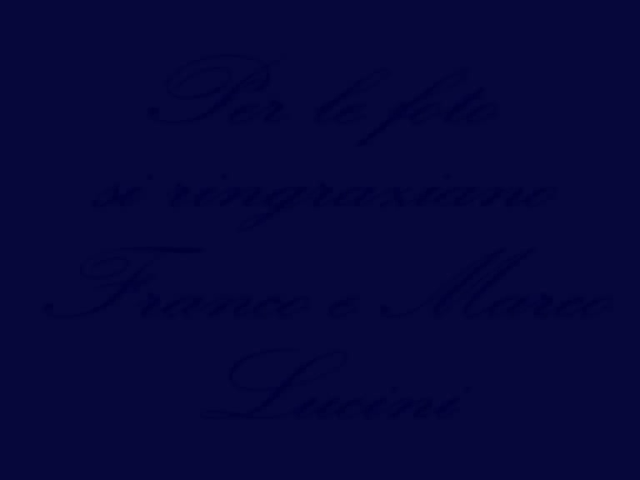 Per le foto
si ringraziano
Franco e Marco
Lucini